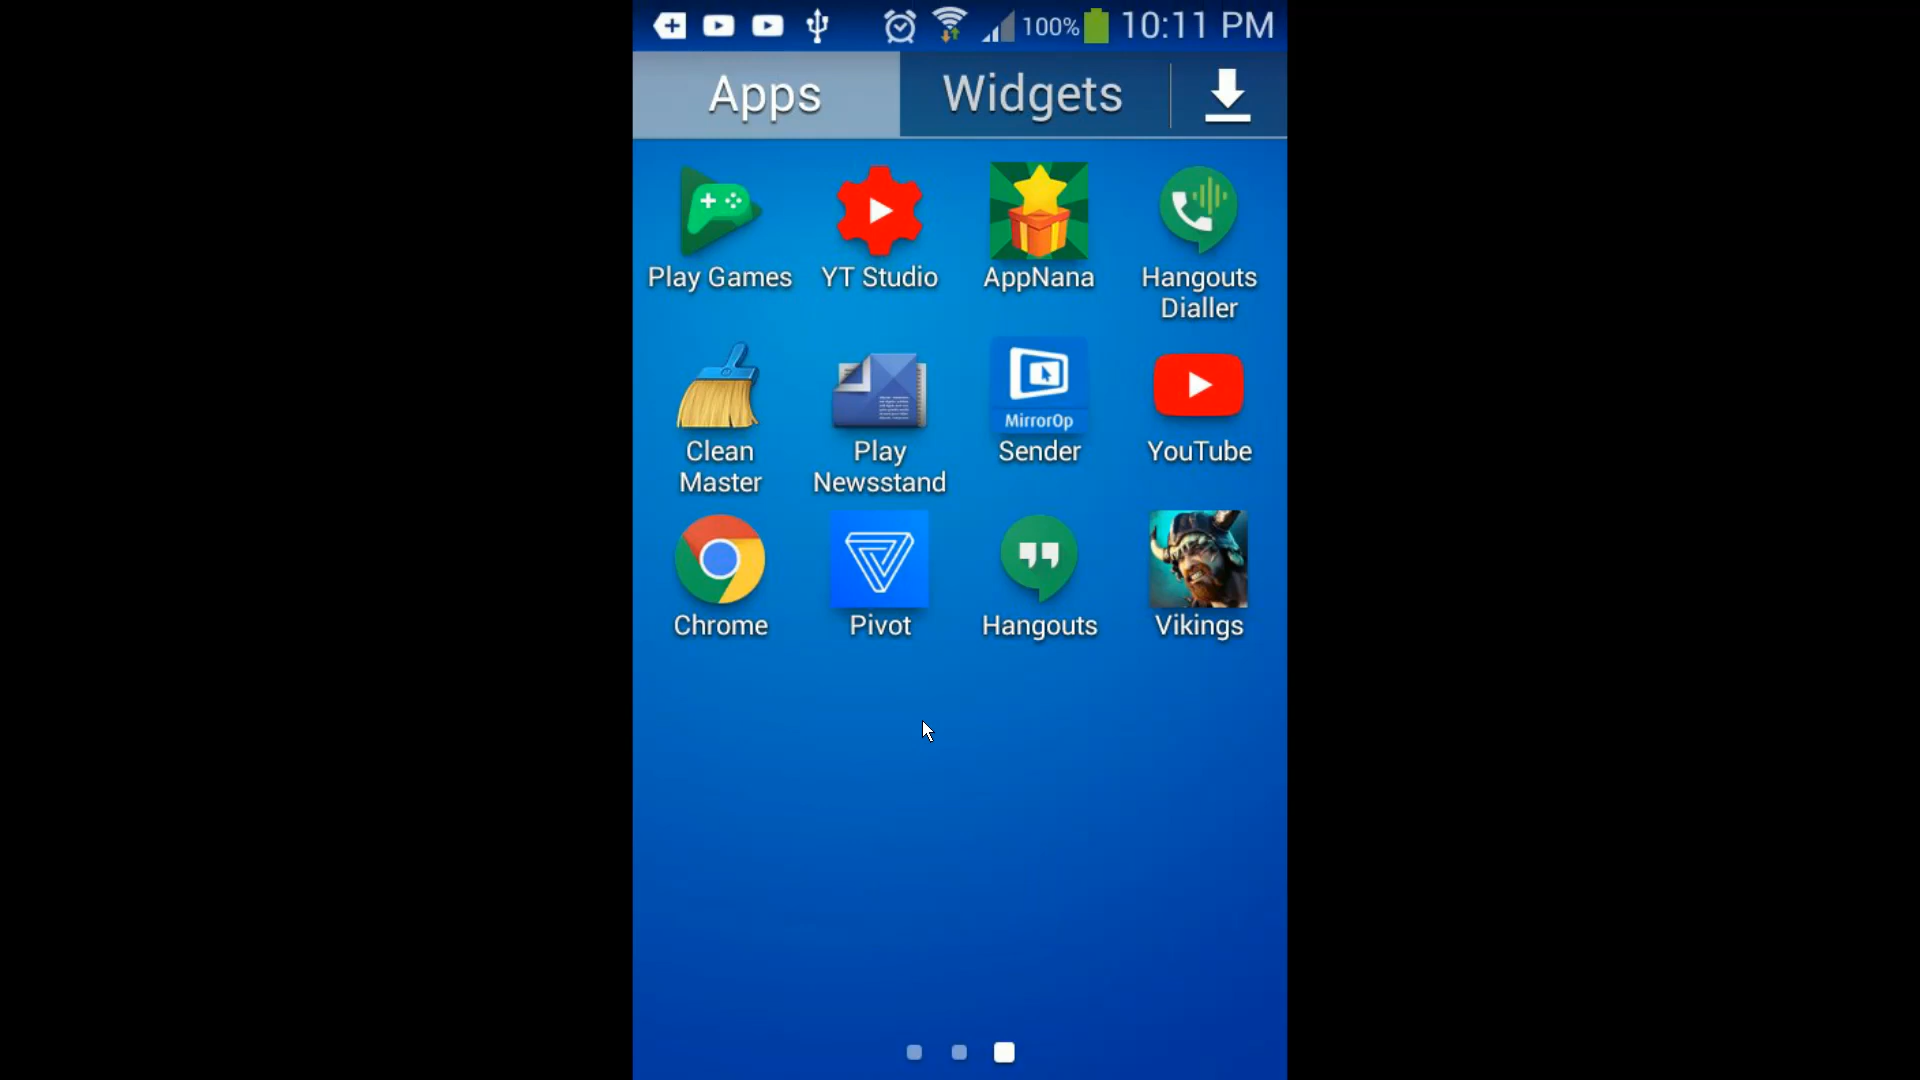 100% 10:11 PM
Apps Widgets
Play Games YT Studio AppNana Hangouts Dialler
MirrorOp
Clean Master Play Newsstand Sender YouTube
Chrome Pivot Hangouts Vikings